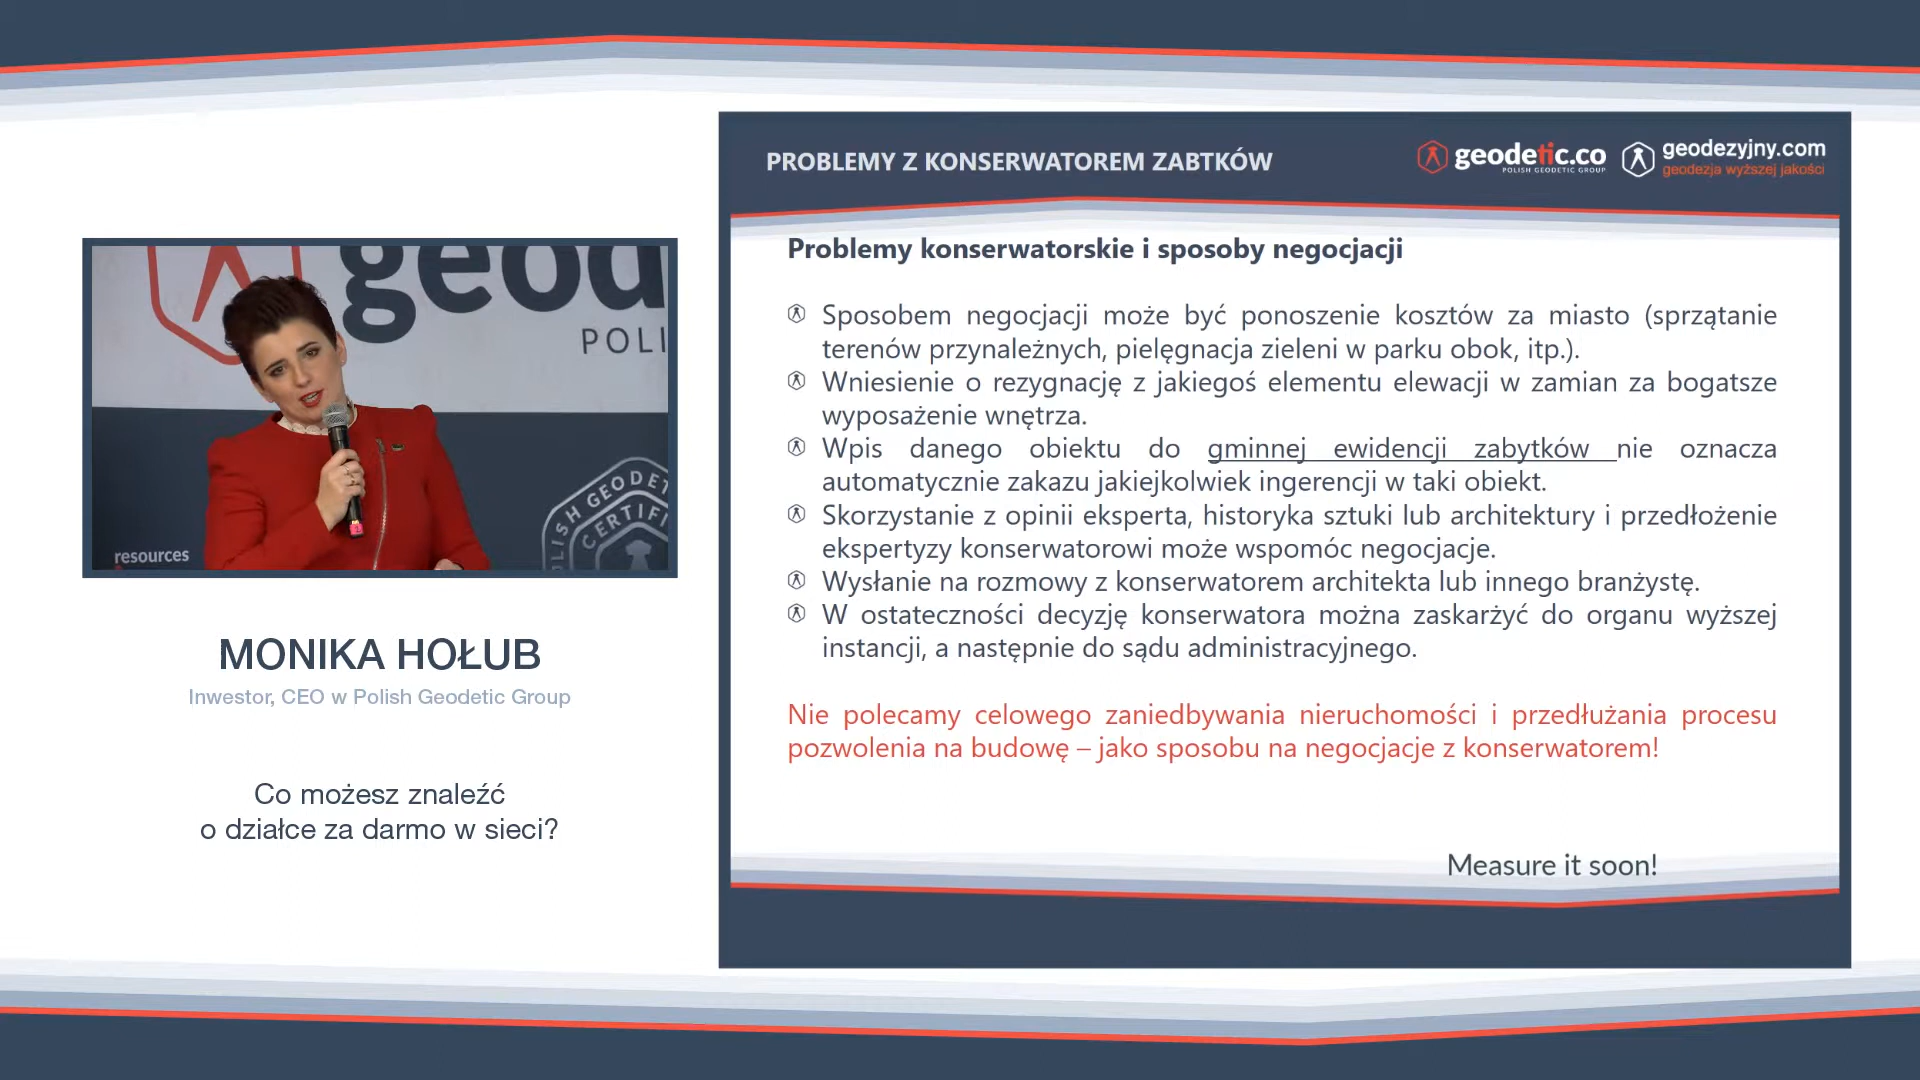 geod
POLI
resources
LISH GEODET
CERTIFI
MONIKA HOŁUB
Inwestor, CEO w Polish Geodetic Group
Co możesz znaleźć
o działce za darmo w sieci?
PROBLEMY Z KONSERWATOREM ZABTKÓW
geodetic.co
POLISH GEODETIC GROUP
geodezyjny.com
geodezja wyższej jakości
Problemy konserwatorskie i sposoby negocjacji
Sposobem negocjacji może być ponoszenie kosztów za miasto (sprzątanie
terenów przynależnych, pielęgnacja zieleni w parku obok, itp.).
Wniesienie o rezygnację z jakiegoś elementu elewacji w zamian za bogatsze
wyposażenie wnętrza.
Wpis danego obiektu do gminnej ewidencji zabytków nie oznacza
automatycznie zakazu jakiejkolwiek ingerencji w taki obiekt.
Skorzystanie z opinii eksperta, historyka sztuki lub architektury i przedłożenie
ekspertyzy konserwatorowi może wspomóc negocjacje.
Wysłanie na rozmowy z konserwatorem architekta lub innego branżystę.
W ostateczności decyzję konserwatora można zaskarżyć do organu wyższej
instancji, a następnie do sądu administracyjnego.
Nie polecamy celowego zaniedbywania nieruchomości i przedłużania procesu
pozwolenia na budowę – jako sposobu na negocjacje z konserwatorem!
Measure it soon!